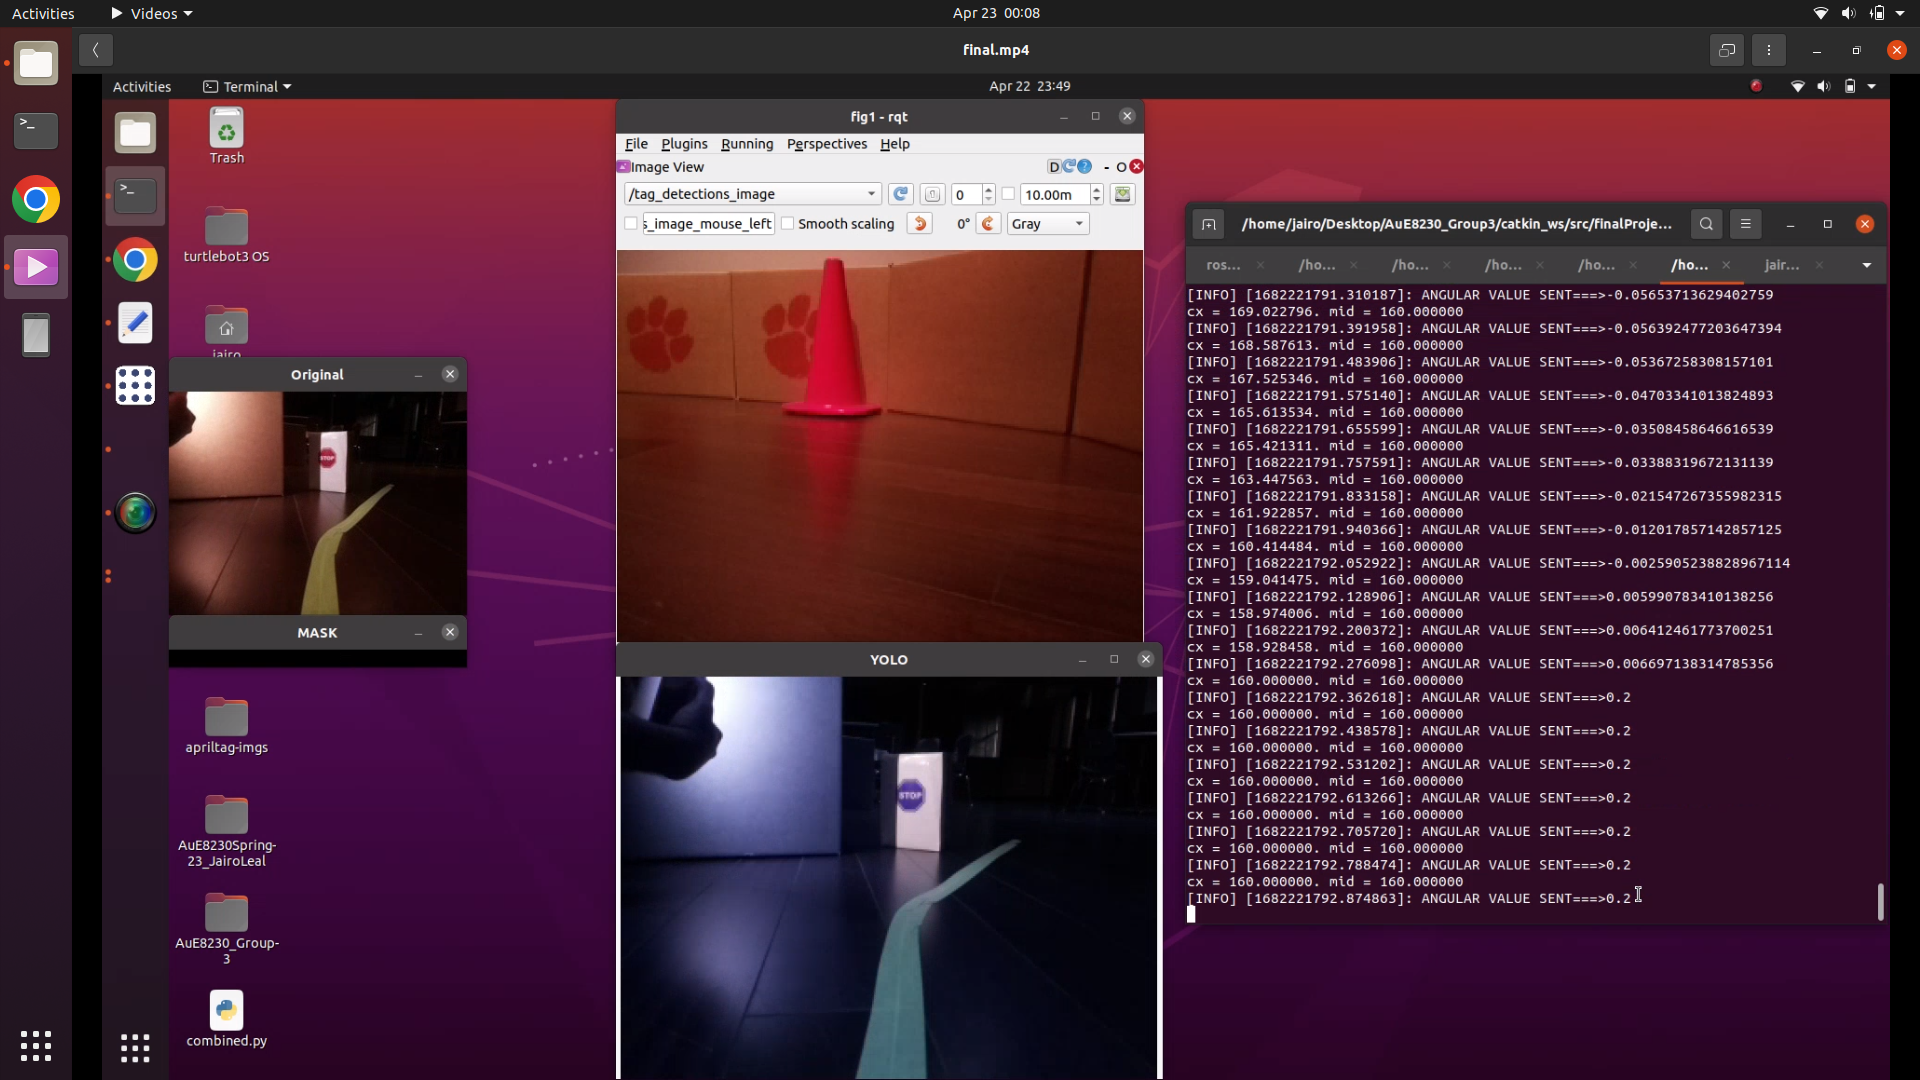 Activities
Videos
Apr 23 00:08
final.mp4
Activities
Terminal
Apr 22 23:49
Trash
turtlebot3 OS
jairo
Original
STOP
MASK
apriltag-imgs
AuE8230Spring-
23_JairoLeal
AuE8230_Group-
3
combined.py
fig1 - rqt
File Plugins Running Perspectives Help
Image View
D - O
/tag_detections_image
0
10.00m
s_image_mouse_left
Smooth scaling
0°
Gray
YOLO
STOP
/home/jairo/Desktop/AuE8230_Group3/catkin_ws/src/finalProje...
ros... /ho... /ho... /ho... /ho... /ho... jair...
[INFO] [1682221791.310187]: ANGULAR VALUE SENT===>-0.05653713629402759
cx = 169.022796. mid = 160.000000
[INFO] [1682221791.391958]: ANGULAR VALUE SENT===>-0.056392477203647394
cx = 168.587613. mid = 160.000000
[INFO] [1682221791.483906]: ANGULAR VALUE SENT===>-0.05367258308157101
cx = 167.525346. mid = 160.000000
[INFO] [1682221791.575140]: ANGULAR VALUE SENT===>-0.04703341013824893
cx = 165.613534. mid = 160.000000
[INFO] [1682221791.655599]: ANGULAR VALUE SENT===>-0.03508458646616539
cx = 165.421311. mid = 160.000000
[INFO] [1682221791.757591]: ANGULAR VALUE SENT===>-0.03388319672131139
cx = 163.447563. mid = 160.000000
[INFO] [1682221791.833158]: ANGULAR VALUE SENT===>-0.021547267355982315
cx = 161.922857. mid = 160.000000
[INFO] [1682221791.940366]: ANGULAR VALUE SENT===>-0.012017857142857125
cx = 160.414484. mid = 160.000000
[INFO] [1682221792.052922]: ANGULAR VALUE SENT===>-0.0025905238828967114
cx = 159.041475. mid = 160.000000
[INFO] [1682221792.128906]: ANGULAR VALUE SENT===>0.005990783410138256
cx = 158.974006. mid = 160.000000
[INFO] [1682221792.200372]: ANGULAR VALUE SENT===>0.006412461773700251
cx = 158.928458. mid = 160.000000
[INFO] [1682221792.276098]: ANGULAR VALUE SENT===>0.006697138314785356
cx = 160.000000. mid = 160.000000
[INFO] [1682221792.362618]: ANGULAR VALUE SENT===>0.2
cx = 160.000000. mid = 160.000000
[INFO] [1682221792.438578]: ANGULAR VALUE SENT===>0.2
cx = 160.000000. mid = 160.000000
[INFO] [1682221792.531202]: ANGULAR VALUE SENT===>0.2
cx = 160.000000. mid = 160.000000
[INFO] [1682221792.613266]: ANGULAR VALUE SENT===>0.2
cx = 160.000000. mid = 160.000000
[INFO] [1682221792.705720]: ANGULAR VALUE SENT===>0.2
cx = 160.000000. mid = 160.000000
[INFO] [1682221792.788474]: ANGULAR VALUE SENT===>0.2
cx = 160.000000. mid = 160.000000
[INFO] [1682221792.874863]: ANGULAR VALUE SENT===>0.2